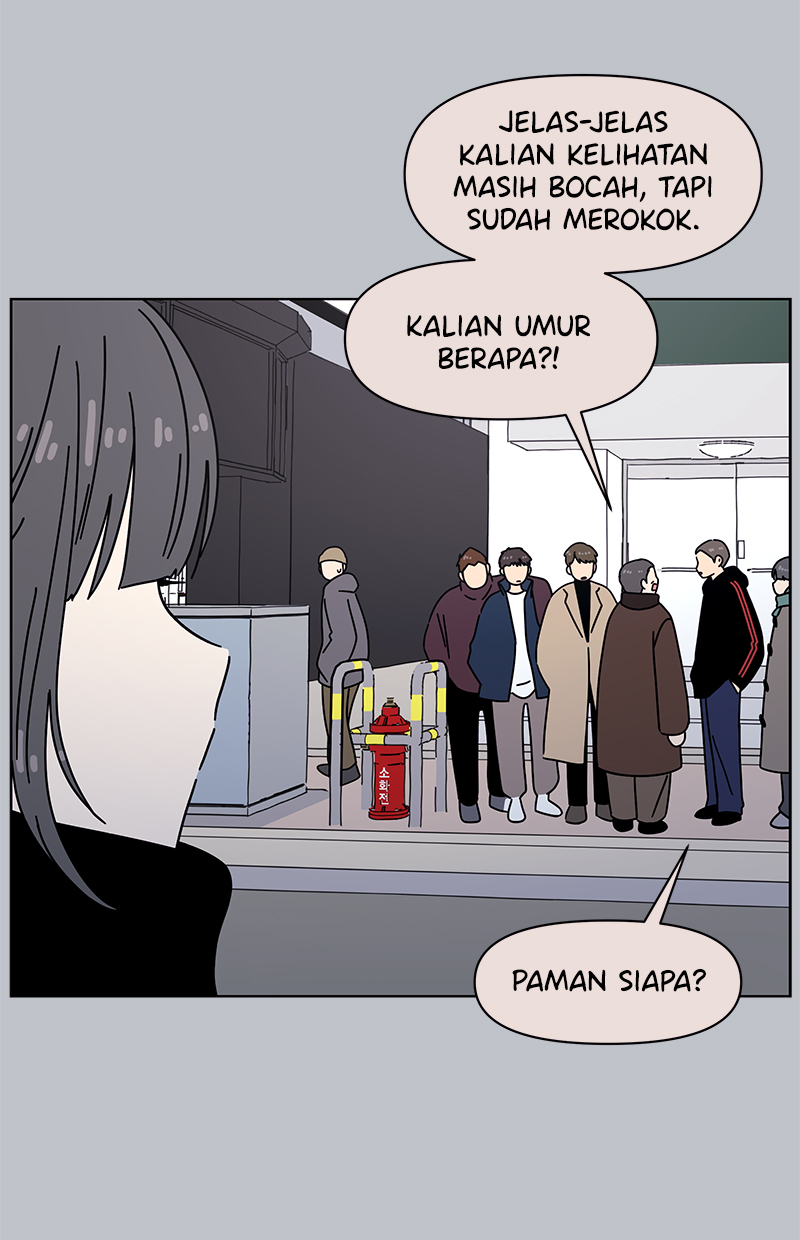 JELAS-JELAS
KALIAN KELIHATAN
MASIH BOCAH, TAPI
SUDAH MEROKOK.
KALIAN UMUR
BERAPA?!
소화전
PAMAN SIAPA?